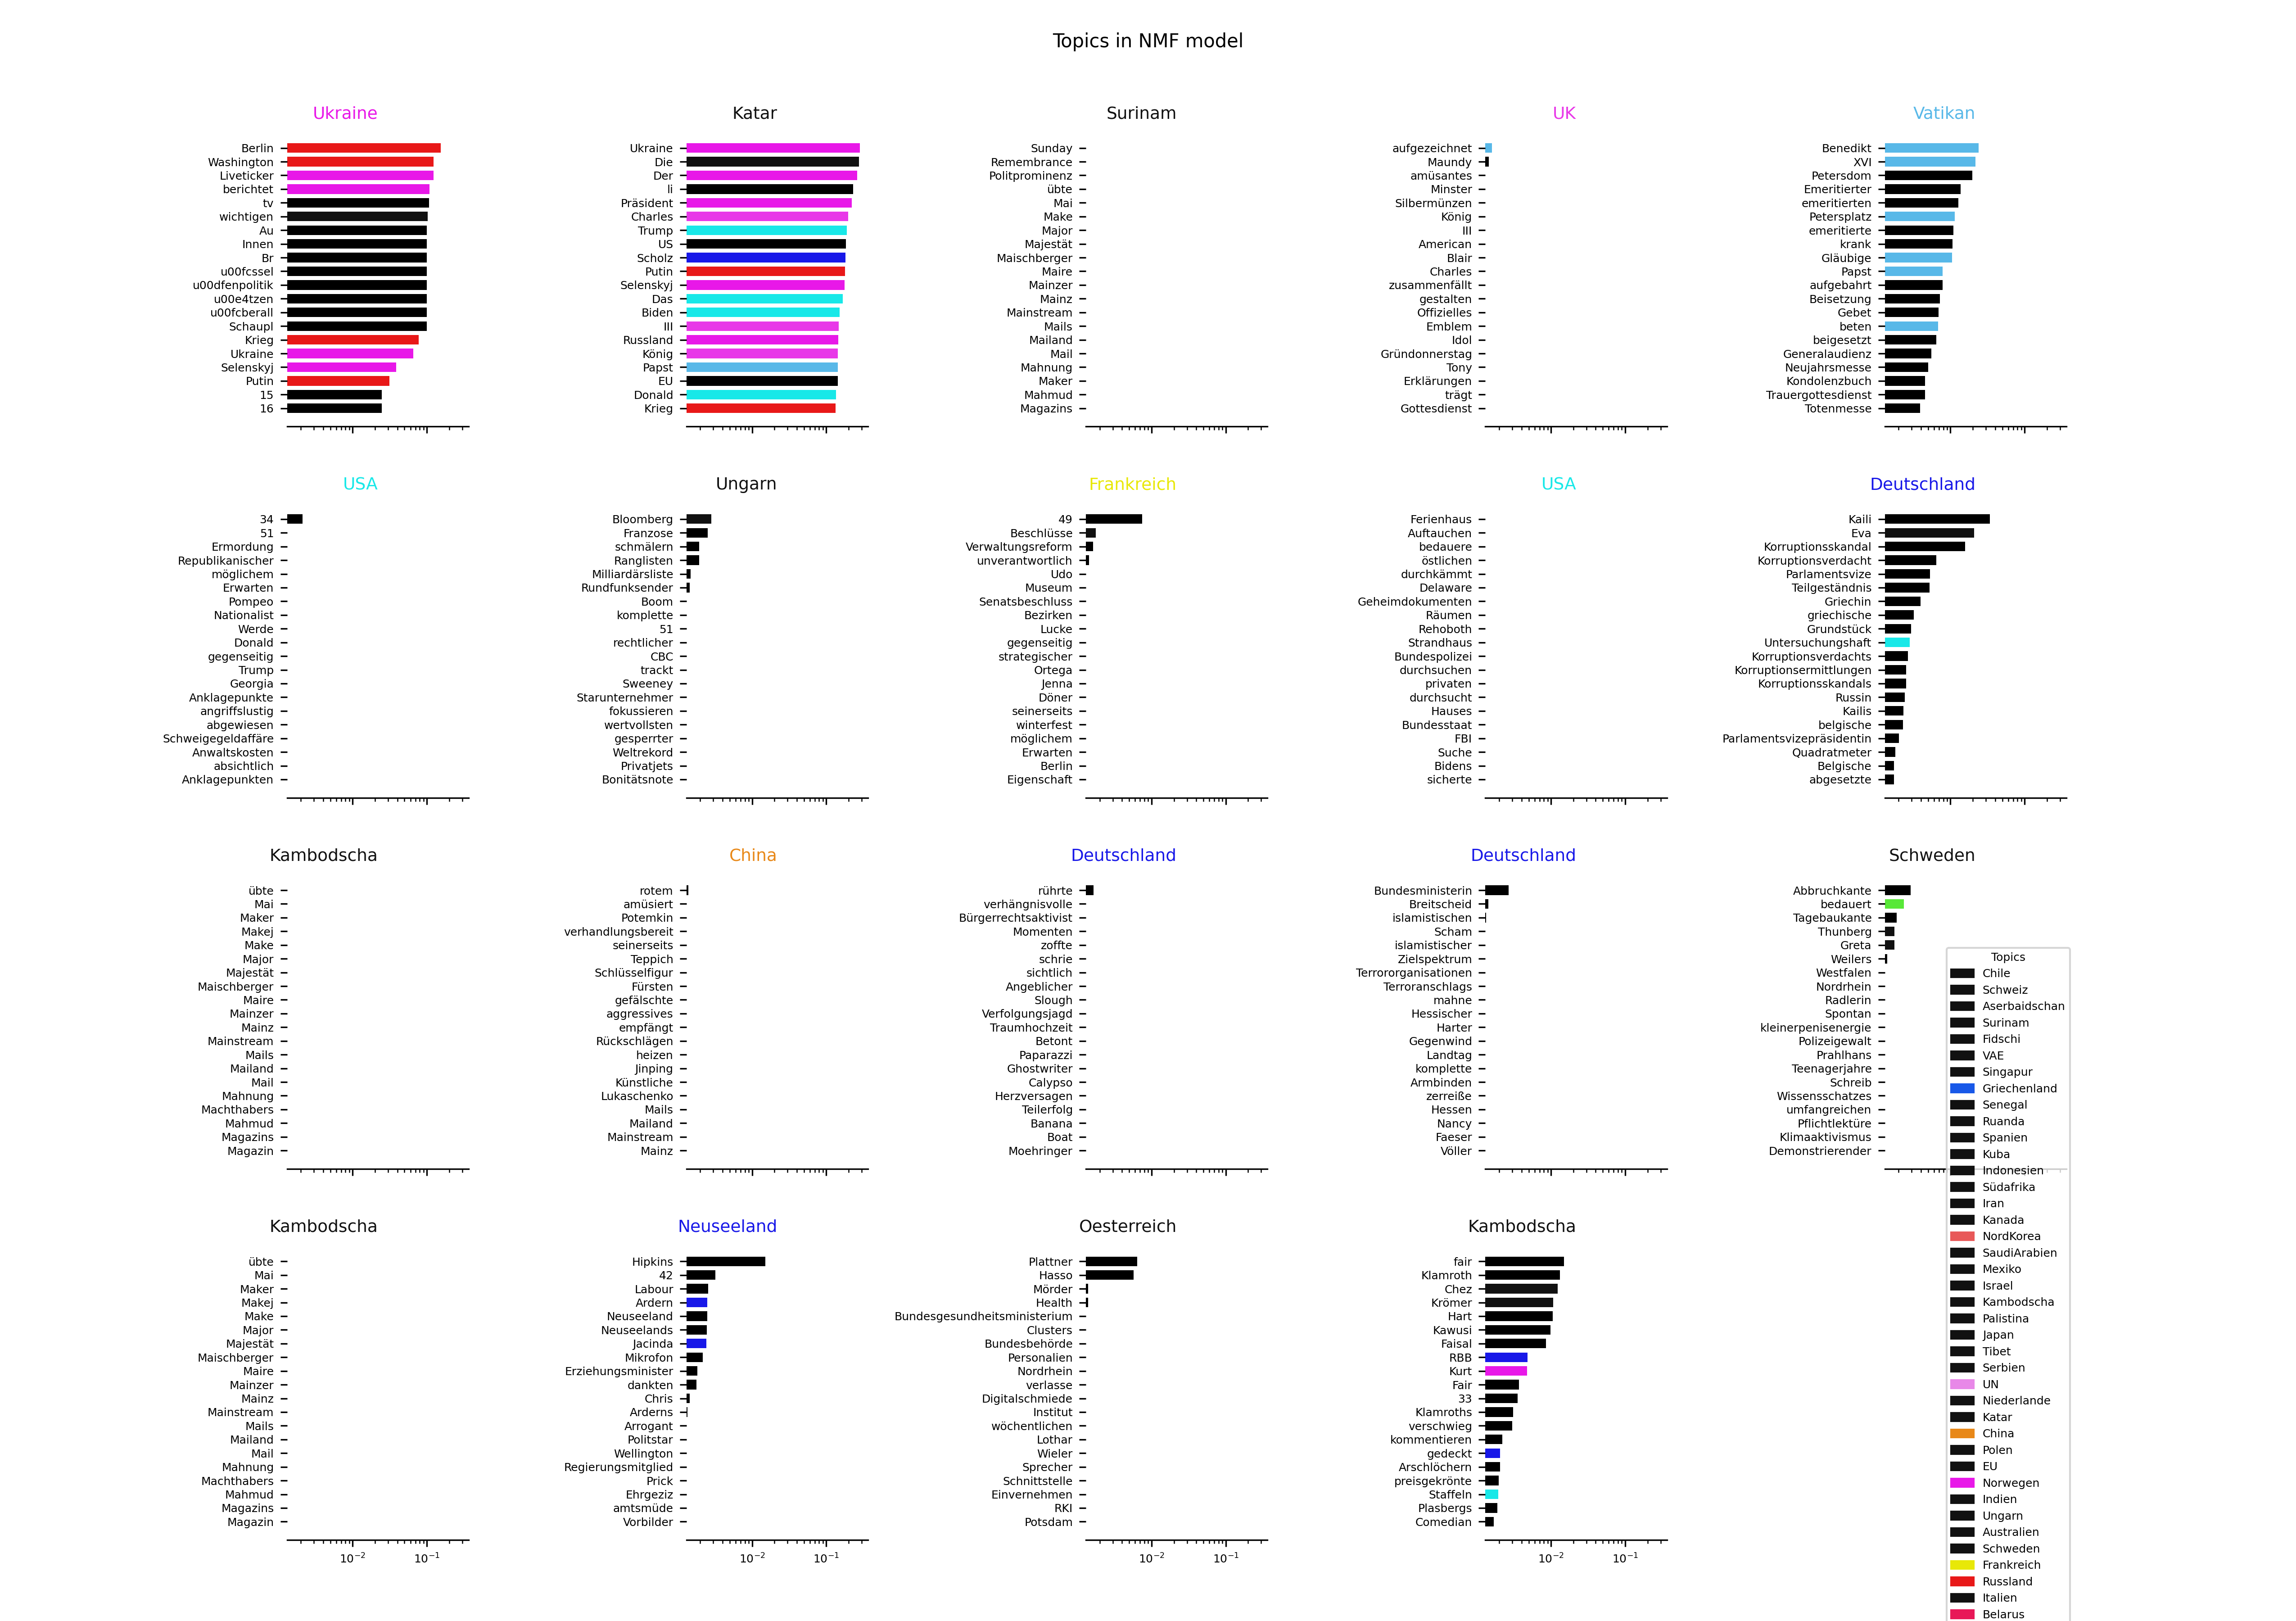 Topics in NMF model
Ukraine
Berlin
Washington
Liveticker
berichtet
tv
wichtigen
Au
Innen
Br
u00fcssel
u00dfenpolitik
u00e4tzen
u00fcberall
Schaupl
Krieg
Ukraine
Selenskyj
Putin
15
16
Katar
Ukraine
Die
Der
li
Präsident
Charles
Trump
US
Scholz
Putin
Selenskyj
Das
Biden
III
Russland
König
Papst
EU
Donald
Krieg
Surinam
Sunday
Remembrance
Politprominenz
übte
Mai
Make
Major
Majestät
Maischberger
Maire
Mainzer
Mainz
Mainstream
Mails
Mailand
Mail
Mahnung
Maker
Mahmud
Magazins
UK
aufgezeichnet
Maundy
amüsantes
Minster
Silbermünzen
König
III
American
Blair
Charles
zusammenfällt
gestalten
Offizielles
Emblem
Idol
Gründonnerstag
Tony
Erklärungen
trägt
Gottesdienst
Vatikan
Benedikt
XVI
Petersdom
Emeritierter
emeritierten
Petersplatz
emeritierte
krank
Gläubige
Papst
aufgebahrt
Beisetzung
Gebet
beten
beigesetzt
Generalaudienz
Neujahrsmesse
Kondolenzbuch
Trauergottesdienst
Totenmesse
USA
34
51
Ermordung
Republikanischer
möglichem
Erwarten
Pompeo
Nationalist
Werde
Donald
gegenseitig
Trump
Georgia
Anklagepunkte
angriffslustig
abgewiesen
Schweigegeldaffäre
Anwaltskosten
absichtlich
Anklagepunkten
Ungarn
Bloomberg
Franzose
schmälern
Ranglisten
Milliardärsliste
Rundfunksender
Boom
komplette
51
rechtlicher
CBC
trackt
Sweeney
Starunternehmer
fokussieren
wertvollsten
gesperrter
Weltrekord
Privatjets
Bonitätsnote
Frankreich
49
Beschlüsse
Verwaltungsreform
unverantwortlich
Udo
Museum
Senatsbeschluss
Bezirken
Lucke
gegenseitig
strategischer
Ortega
Jenna
Döner
seinerseits
winterfest
möglichem
Erwarten
Berlin
Eigenschaft
USA
Ferienhaus
Auftauchen
bedauere
östlichen
durchkämmt
Delaware
Geheimdokumenten
Räumen
Rehoboth
Strandhaus
Bundespolizei
durchsuchen
privaten
durchsucht
Hauses
Bundesstaat
FBI
Suche
Bidens
sicherte
Deutschland
Kaili
Eva
Korruptionsskandal
Korruptionsverdacht
Parlamentsvize
Teilgeständnis
Griechin
griechische
Grundstück
Untersuchungshaft
Korruptionsverdachts
Korruptionsermittlungen
Korruptionsskandals
Russin
Kailis
belgische
Parlamentsvizepräsidentin
Quadratmeter
Belgische
abgesetzte
Kambodscha
übte
Mai
Maker
Makej
Make
Major
Majestät
Maischberger
Maire
Mainzer
Mainz
Mainstream
Mails
Mailand
Mail
Mahnung
Machthabers
Mahmud
Magazins
Magazin
China
rotem
amüsiert
Potemkin
verhandlungsbereit
seinerseits
Teppich
Schlüsselfigur
Fürsten
gefälschte
aggressives
empfängt
Rückschlägen
heizen
Jinping
Künstliche
Lukaschenko
Mails
Mailand
Mainstream
Mainz
Deutschland
rührte
verhängnisvolle
Bürgerrechtsaktivist
Momenten
zoffte
schrie
sichtlich
Angeblicher
Slough
Verfolgungsjagd
Traumhochzeit
Betont
Paparazzi
Ghostwriter
Calypso
Herzversagen
Teilerfolg
Banana
Boat
Moehringer
Deutschland
Bundesministerin
Breitscheid
islamistischen
Scham
islamistischer
Zielspektrum
Terrororganisationen
Terroranschlags
mahne
Hessischer
Harter
Gegenwind
Landtag
komplette
Armbinden
zerreiße
Hessen
Nancy
Faeser
Völler
Schweden
Abbruchkante
bedauert
Tagebaukante
Thunberg
Greta
Weilers
Westfalen
Nordrhein
Radlerin
Spontan
kleinerpenisenergie
Polizeigewalt
Prahlhans
Teenagerjahre
Schreib
Wissensschatzes
umfangreichen
Pflichtlektüre
Klimaaktivismus
Demonstrierender
Kambodscha
übte
Mai
Maker
Makej
Make
Major
Majestät
Maischberger
Maire
Mainzer
Mainz
Mainstream
Mails
Mailand
Mail
Mahnung
Machthabers
Mahmud
Magazins
Magazin
10⁻² 10⁻¹
Neuseeland
Hipkins
42
Labour
Ardern
Neuseeland
Neuseelands
Jacinda
Mikrofon
Erziehungsminister
dankten
Chris
Arderns
Arrogant
Politstar
Wellington
Regierungsmitglied
Prick
Ehrgeziz
amtsmüde
Vorbilder
10⁻² 10⁻¹
Oesterreich
Plattner
Hasso
Mörder
Health
Bundesgesundheitsministerium
Clusters
Bundesbehörde
Personalien
Nordrhein
verlasse
Digitalschmiede
Institut
wöchentlichen
Lothar
Wieler
Sprecher
Schnittstelle
Einvernehmen
RKI
Potsdam
10⁻² 10⁻¹
Kambodscha
fair
Klamroth
Chez
Krömer
Hart
Kawusi
Faisal
RBB
Kurt
Fair
33
Klamroths
verschwieg
kommentieren
gedeckt
Arschlöchern
preisgekrönte
Staffeln
Plasbergs
Comedian
10⁻² 10⁻¹
Topics
Chile
Schweiz
Aserbaidschan
Surinam
Fidschi
VAE
Singapur
Griechenland
Senegal
Ruanda
Spanien
Kuba
Indonesien
Südafrika
Iran
Kanada
NordKorea
SaudiArabien
Mexiko
Israel
Kambodscha
Palistina
Japan
Tibet
Serbien
UN
Niederlande
Katar
China
Polen
EU
Norwegen
Indien
Ungarn
Australien
Schweden
Frankreich
Russland
Italien
Belarus